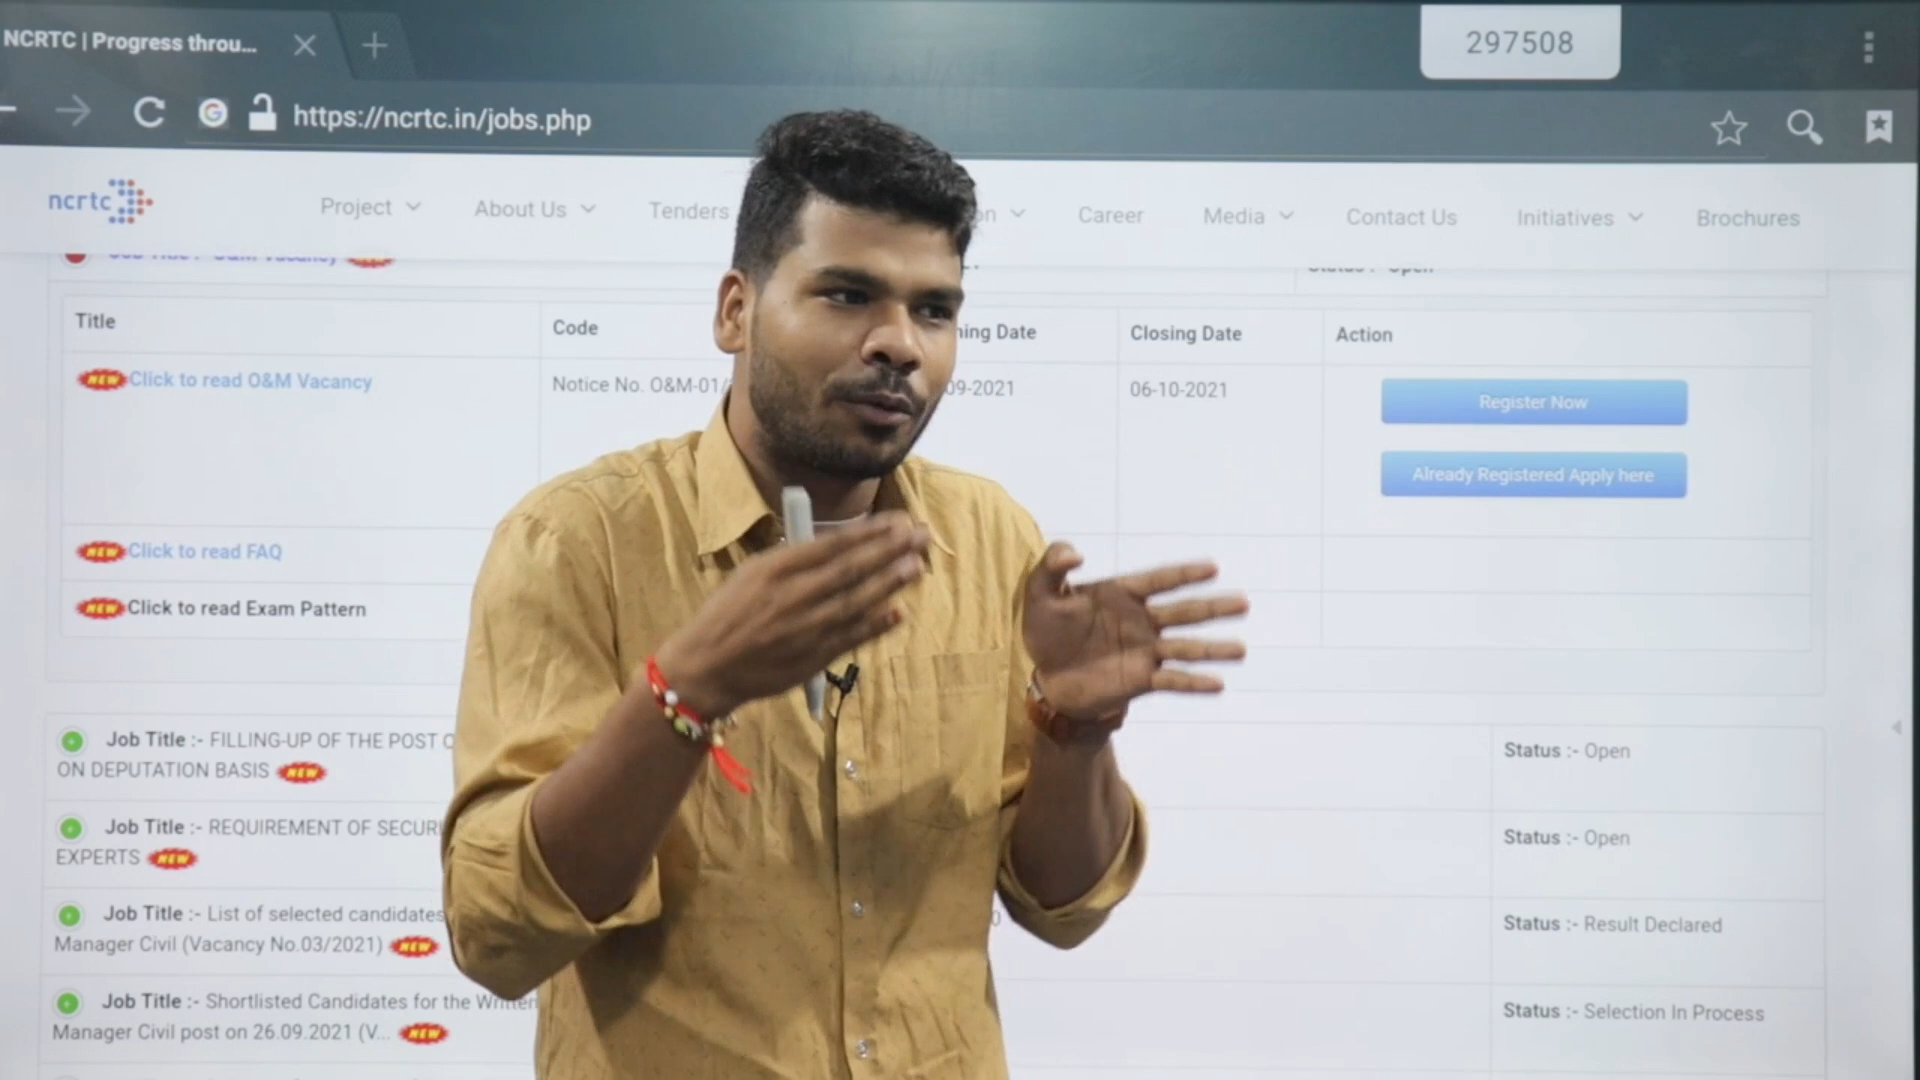 NCRTC | Progress throu...
297508
https://ncrtc.in/jobs.php
ncrtc
Project About Us Tenders Career Media Contact Us Initiatives Brochures
Title Code Closing Date Action
NEW Click to read O&M Vacancy Notice No. O&M-01/ 09-2021 06-10-2021 Register Now
Already Registered Apply here
NEW Click to read FAQ
NEW Click to read Exam Pattern
Job Title :- FILLING-UP OF THE POST Status :- Open
ON DEPUTATION BASIS NEW
Job Title :- REQUIREMENT OF Status :- Open
EXPERTS NEW
Job Title :- List of selected candidates Status :- Result Declared
Manager Civil (Vacancy No.03/2021) NEW
Job Title :- Shortlisted Candidates for the Written Status :- Selection In Process
Manager Civil post on 26.09.2021 (V... NEW